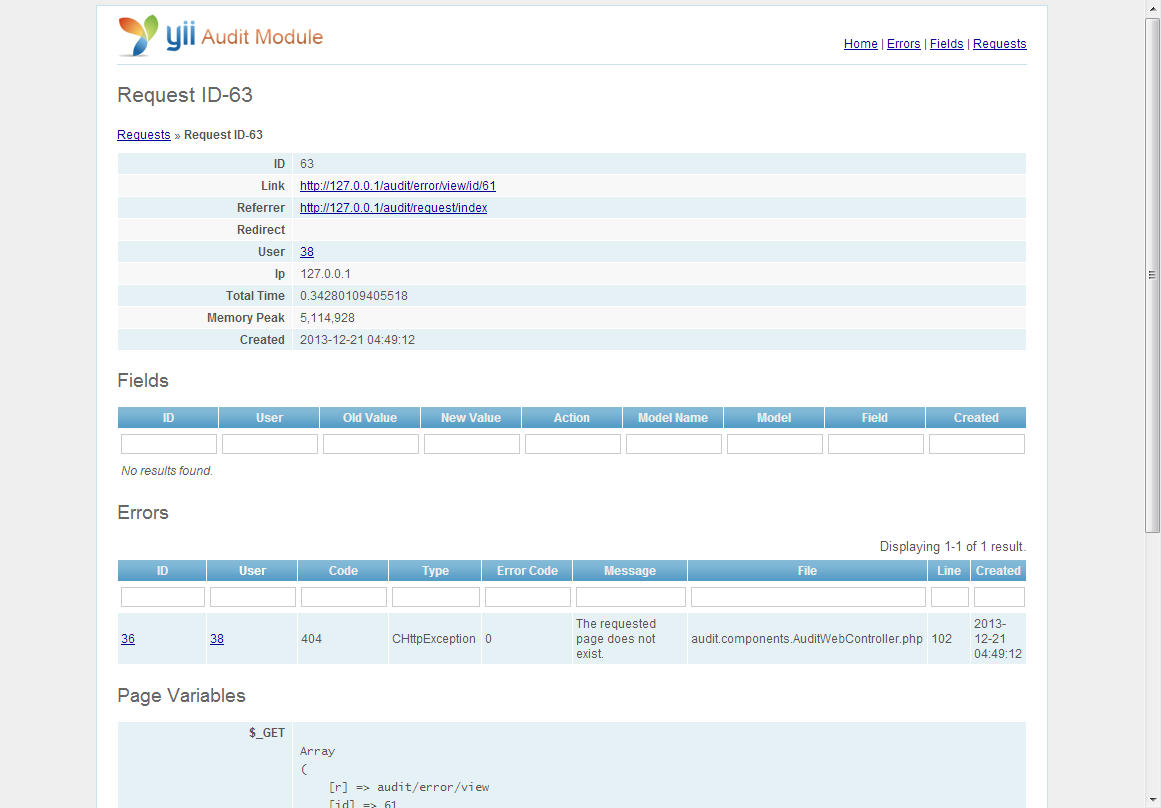 yii Audit Module
Home | Errors | Fields | Requests
Request ID-63
Requests » Request ID-63
ID 63
Link http://127.0.0.1/audit/error/view/id/61
Referrer http://127.0.0.1/audit/request/index
Redirect
User 38
Ip 127.0.0.1
Total Time 0.34280109405518
Memory Peak 5,114,928
Created 2013-12-21 04:49:12
Fields
ID User Old Value New Value Action Model Name Model Field Created
No results found.
Errors
Displaying 1-1 of 1 result.
ID User Code Type Error Code Message File Line Created
36 38 404 CHttpException 0 The requested page does not exist. audit.components.AuditWebController.php 102 2013-12-21 04:49:12
Page Variables
$_GET
Array
(
[r] => audit/error/view
[id] => 61